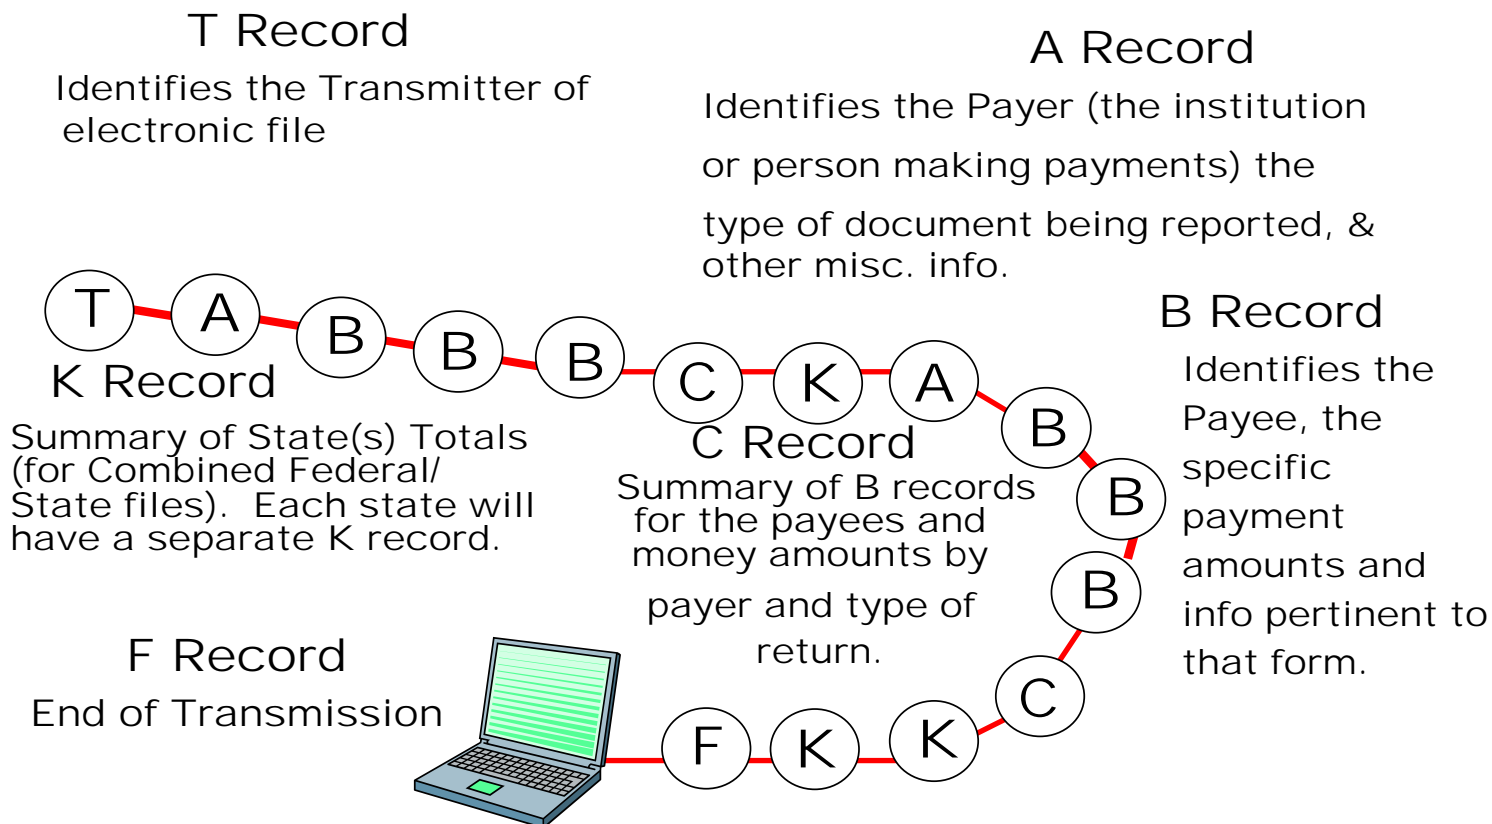 T Record
Identifies the Transmitter of
electronic file
A Record
Identifies the Payer (the institution
or person making payments) the
type of document being reported, &
other misc. info.
T
A
B
B
B
C
K
A
B
B
B
C
K
K
F
B Record
Identifies the
Payee, the
specific
payment
amounts and
info pertinent to
that form.
K Record
Summary of State(s) Totals
(for Combined Federal/
State files).  Each state will
have a separate K record.
C Record
Summary of B records
for the payees and
money amounts by
payer and type of
return.
F Record
End of Transmission